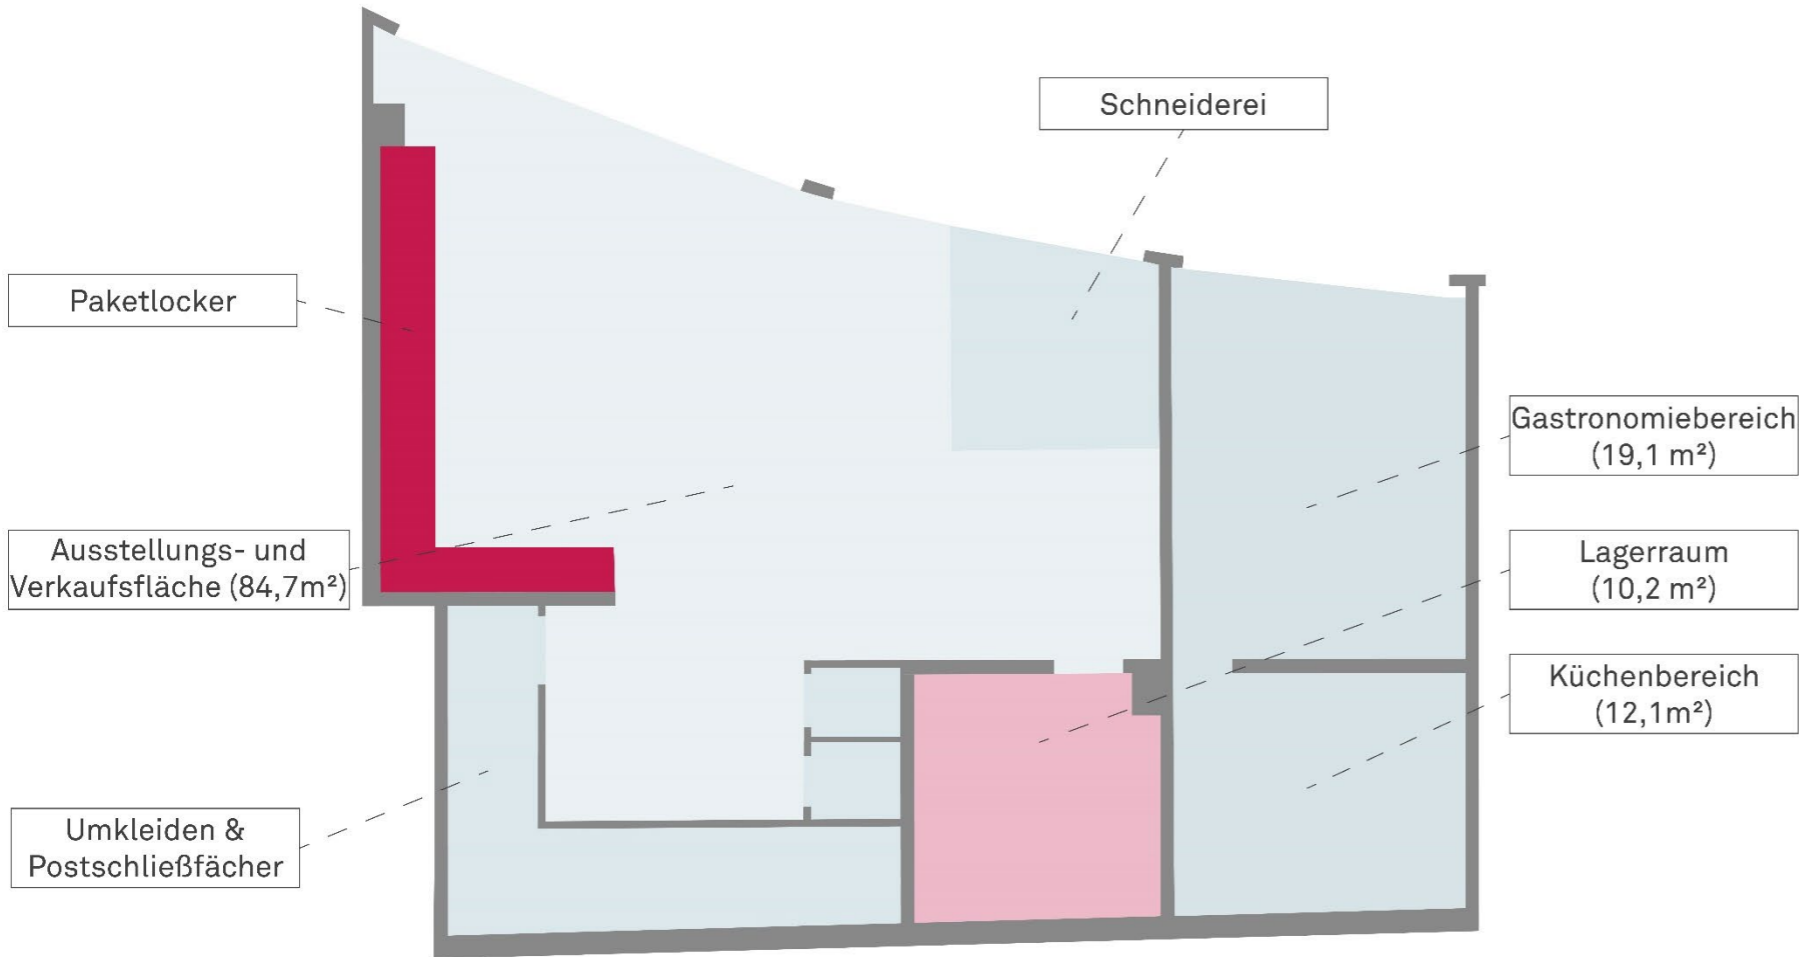 Schneiderei
Paketlocker
Gastronomiebereich
(19,1 m²)
Ausstellungs- und
Verkaufsfläche (84,7m²)
Lagerraum
(10,2 m²)
Küchenbereich
(12,1m²)
Umkleiden &
Postschließfächer